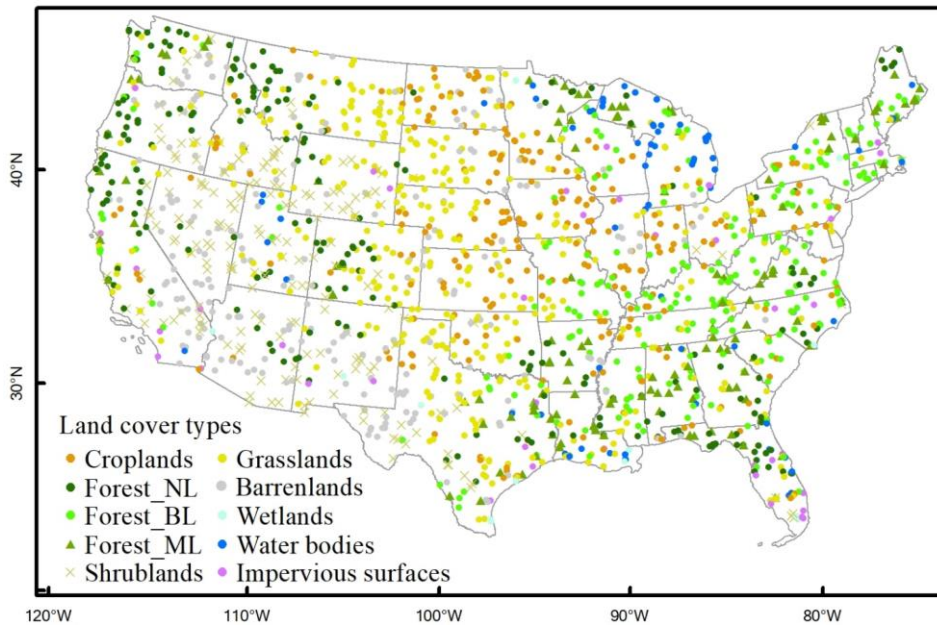 40°N
30°N
Land cover types
Croplands Grasslands
Forest_NL Barrenlands
Forest_BL Wetlands
Forest_ML Water bodies
Shrublands Impervious surfaces
120°W 110°W 100°W 90°W 80°W